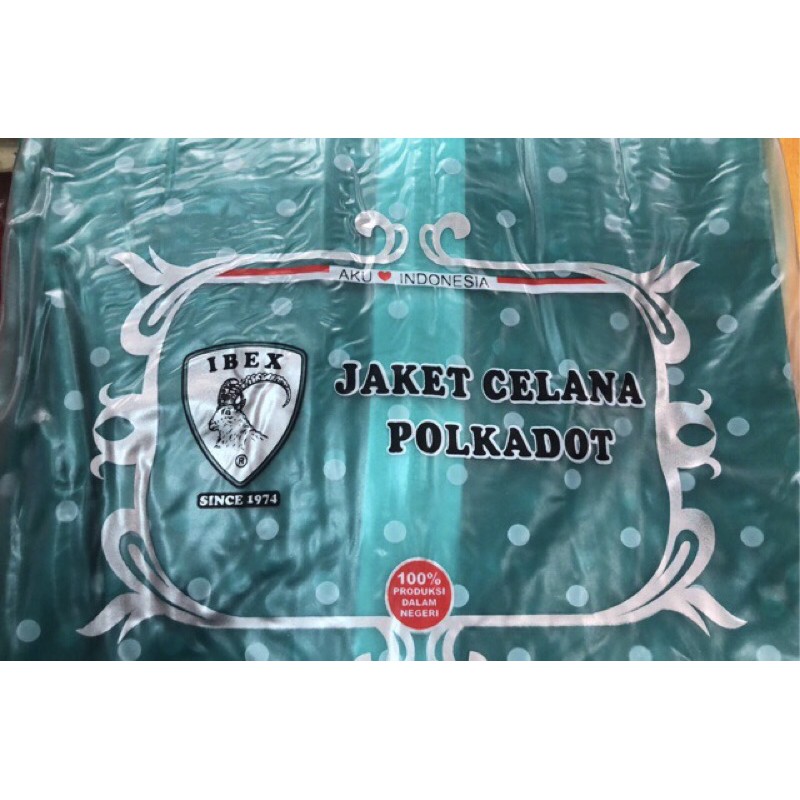 AKU ❤ INDONESIA
IBEX
®
SINCE 1974
JAKET CELANA
POLKADOT
100%
PRODUKSI
DALAM
NEGERI